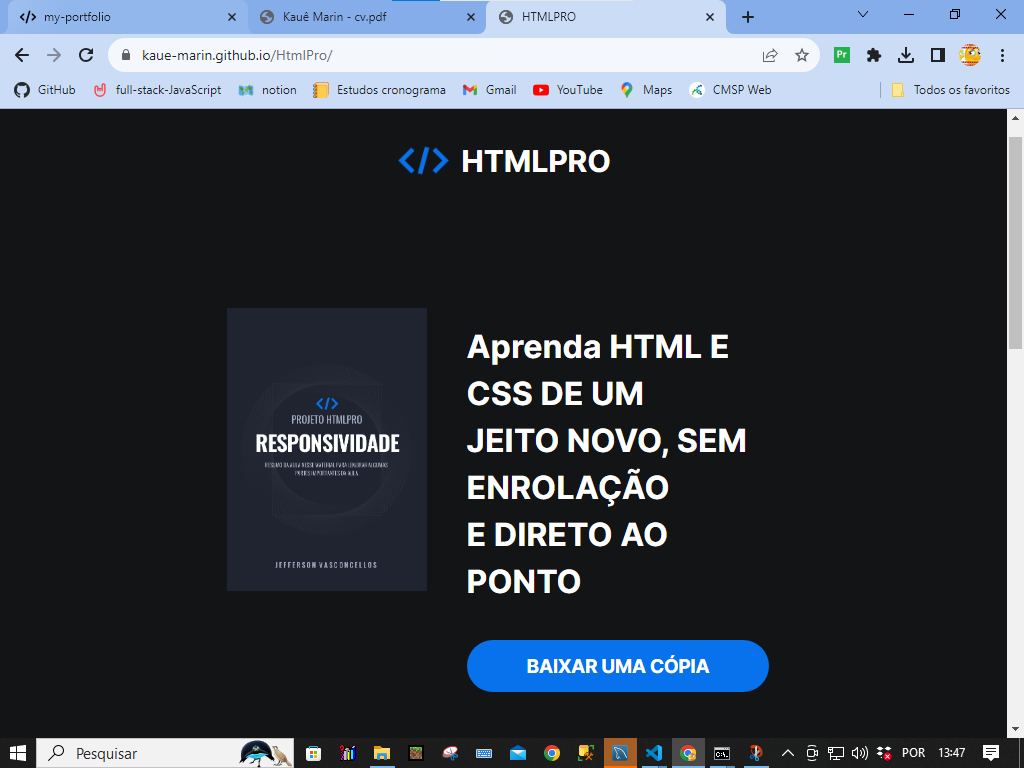 my-portfolio
Kauê Marin - cv.pdf
HTMLPRO
kaue-marin.github.io/HtmlPro/
Pr
GitHub
full-stack-JavaScript
notion
Estudos cronograma
Gmail
YouTube
Maps
CMSP Web
Todos os favoritos
</> HTMLPRO
</>
PROJETO HTMLPRO
RESPONSIVIDADE
JEFFERSON VASCONCELLOS
Aprenda HTML E
CSS DE UM
JEITO NOVO, SEM
ENROLAÇÃO
E DIRETO AO
PONTO
BAIXAR UMA CÓPIA
Pesquisar
POR
13:47